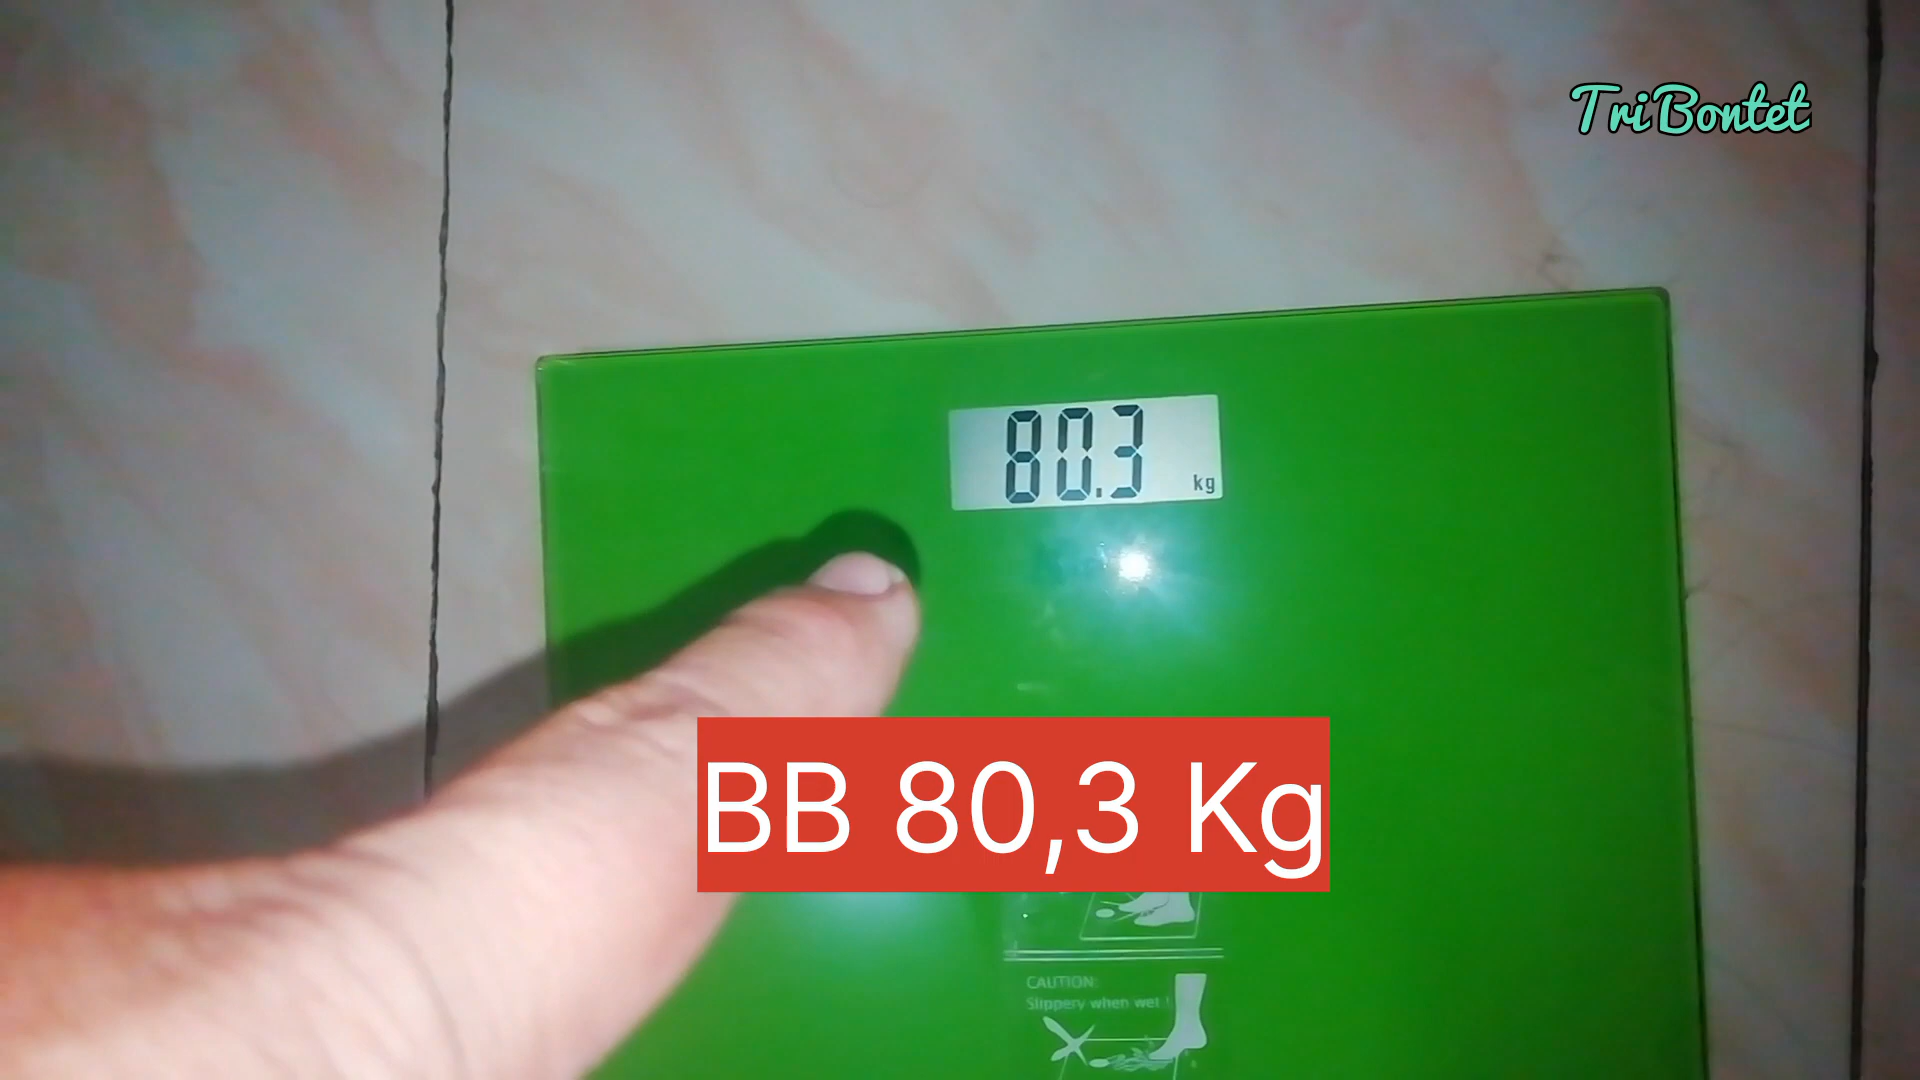 TriBontet
80.3 kg
BB 80,3 Kg
CAUTION:
Slippery when wet !